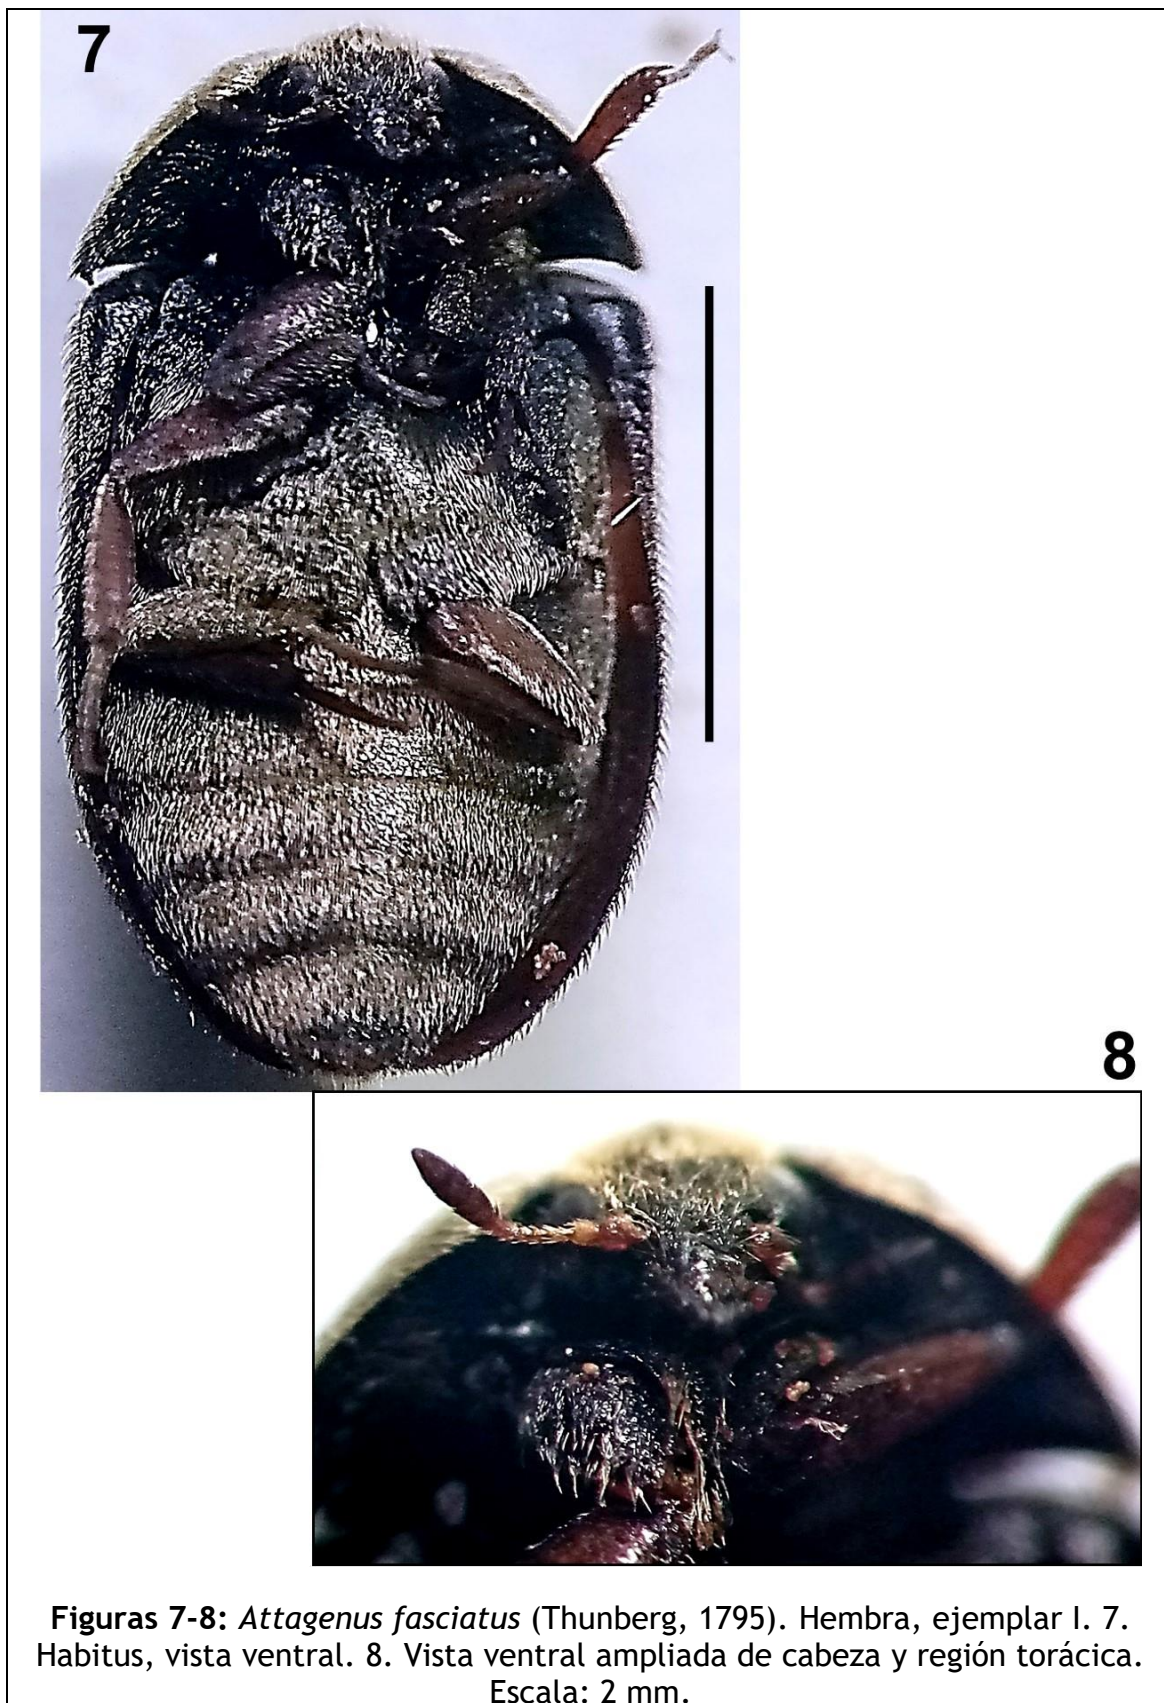 7
8
Figuras 7-8: Attagenus fasciatus (Thunberg, 1795). Hembra, ejemplar I. 7.
Habitus, vista ventral. 8. Vista ventral ampliada de cabeza y región torácica.
Escala: 2 mm.